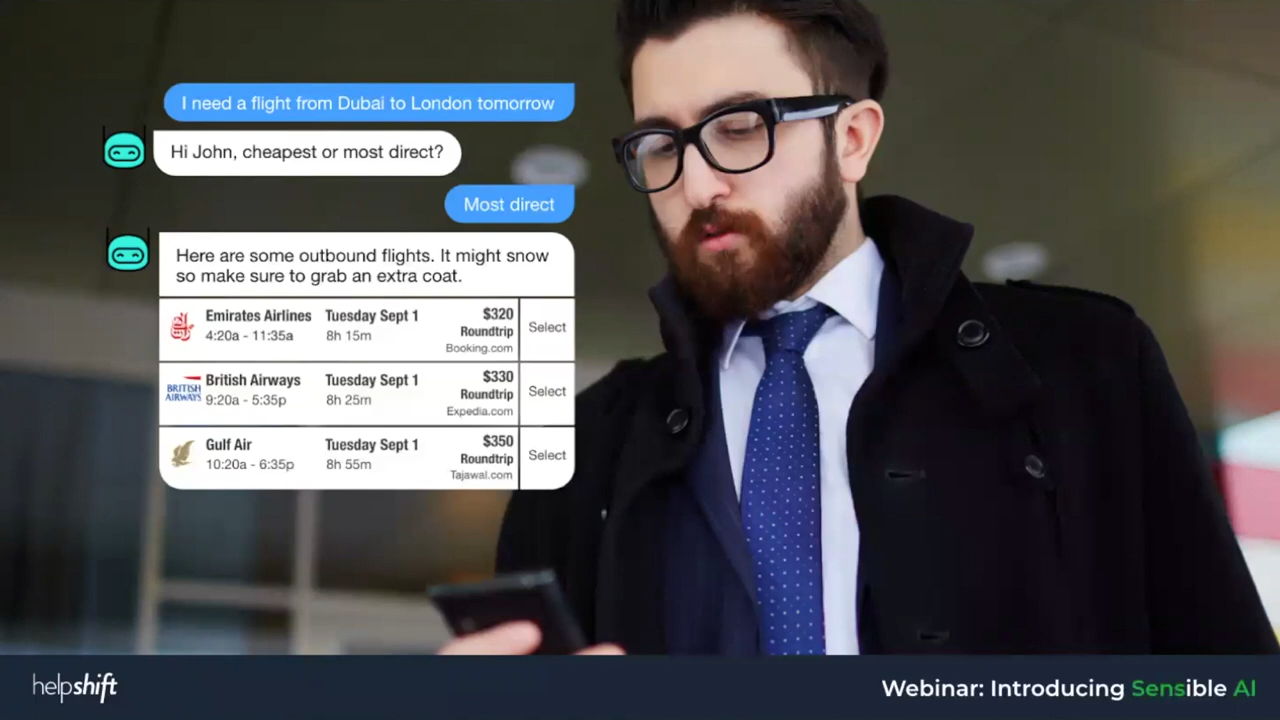 I need a flight from Dubai to London tomorrow
Hi John, cheapest or most direct?
Most direct
Here are some outbound flights. It might snow
so make sure to grab an extra coat.
Emirates Airlines Tuesday Sept 1 $320
4:20a - 11:35a 8h 15m Roundtrip Select
Booking.com
British Airways Tuesday Sept 1 $330
BRITISH AIRWAYS 9:20a - 5:35p 8h 25m Roundtrip Select
Expedia.com
Gulf Air Tuesday Sept 1 $350
10:20a - 6:35p 8h 55m Roundtrip Select
Tajawal.com
helpshift
Webinar: Introducing Sensible AI